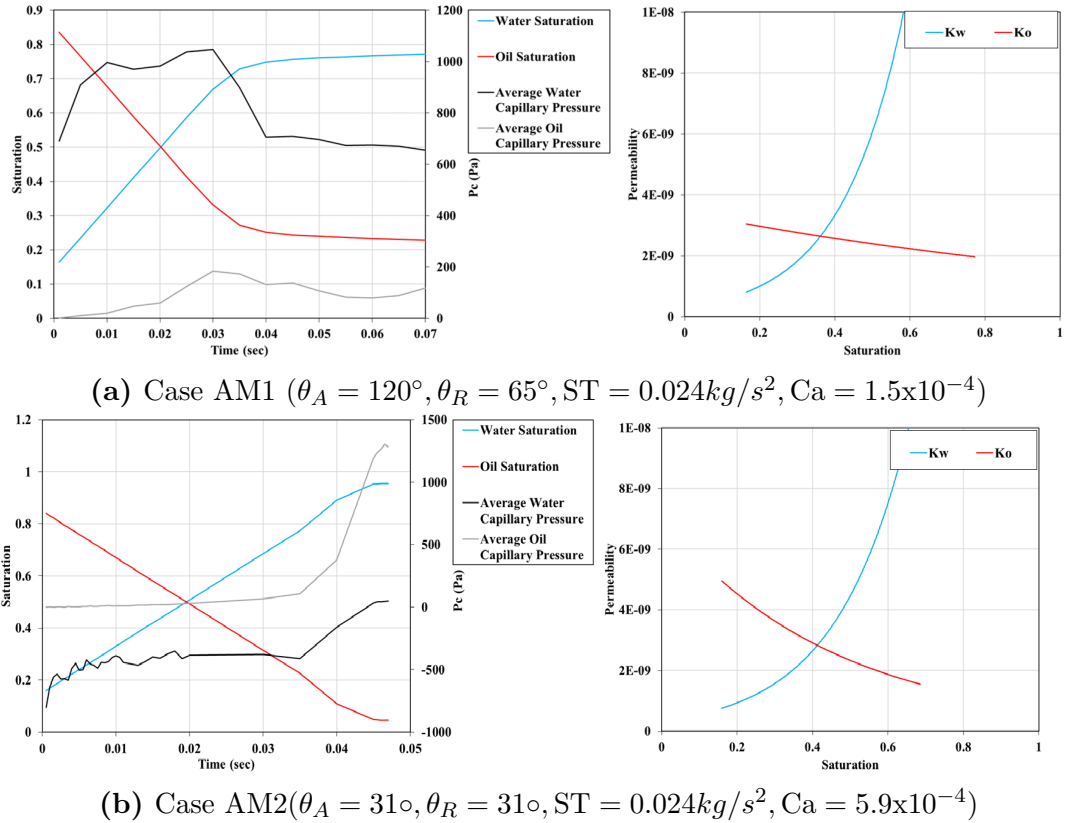 0.9
0.8
0.7
0.6
0.5
0.4
0.3
0.2
0.1
0
Saturation
0 0.01 0.02 0.03 0.04 0.05 0.06 0.07
Time (sec)
1200
1000
800
600
400
200
0
Pc (Pa)
Water Saturation
Oil Saturation
Average Water
Capillary Pressure
Average Oil
Capillary Pressure
1E-08
8E-09
6E-09
4E-09
2E-09
0
Permeability
0 0.2 0.4 0.6 0.8 1
Saturation
Kw Ko
(a) Case AM1 (θ_A = 120°, θ_R = 65°, ST = 0.024kg/s², Ca = 1.5x10⁻⁴)
1.2
1
0.8
0.6
0.4
0.2
0
Saturation
0 0.01 0.02 0.03 0.04 0.05
Time (sec)
1500
1000
500
0
-500
-1000
Pc (Pa)
Water Saturation
Oil Saturation
Average Water
Capillary Pressure
Average Oil
Capillary Pressure
1E-08
8E-09
6E-09
4E-09
2E-09
0
Permeability
0 0.2 0.4 0.6 0.8 1
Saturation
Kw Ko
(b) Case AM2(θ_A = 31∘, θ_R = 31∘, ST = 0.024kg/s², Ca = 5.9x10⁻⁴)